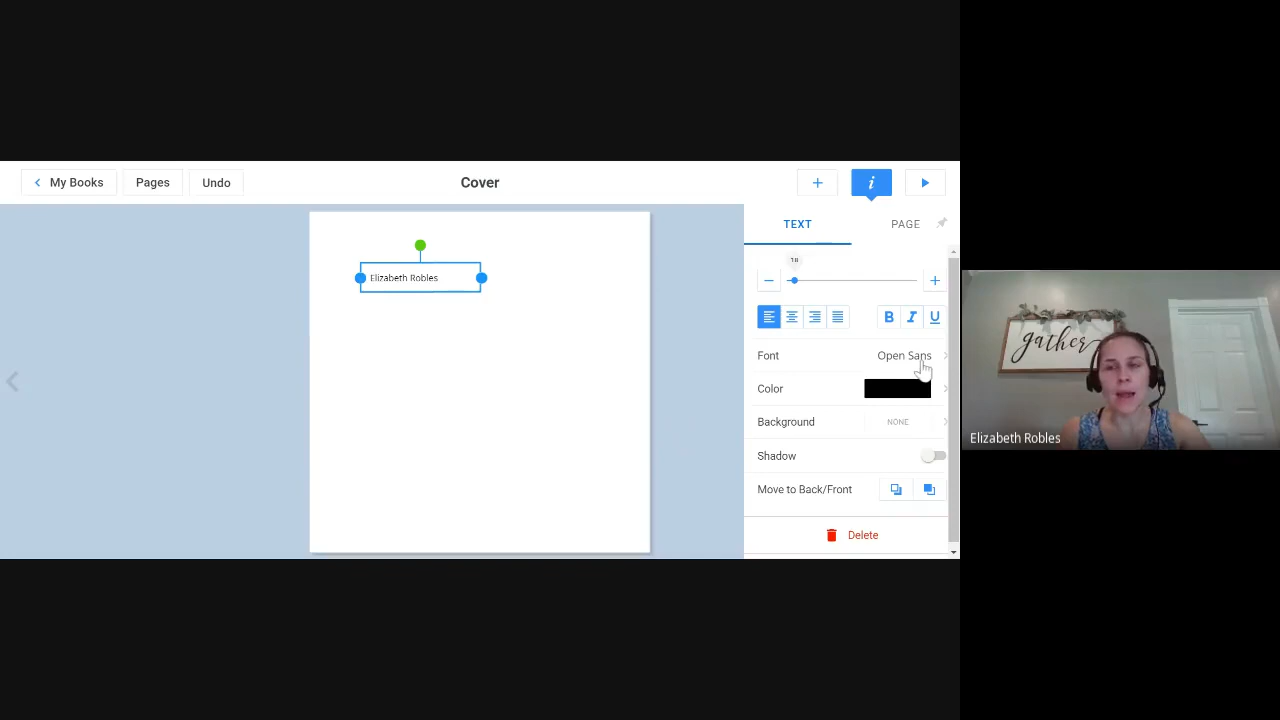 My Books
Pages
Undo
Cover
i
TEXT
PAGE
18
B I U
Elizabeth Robles
Font
Open Sans
Color
Background
NONE
Shadow
Move to Back/Front
Delete
gather
Elizabeth Robles